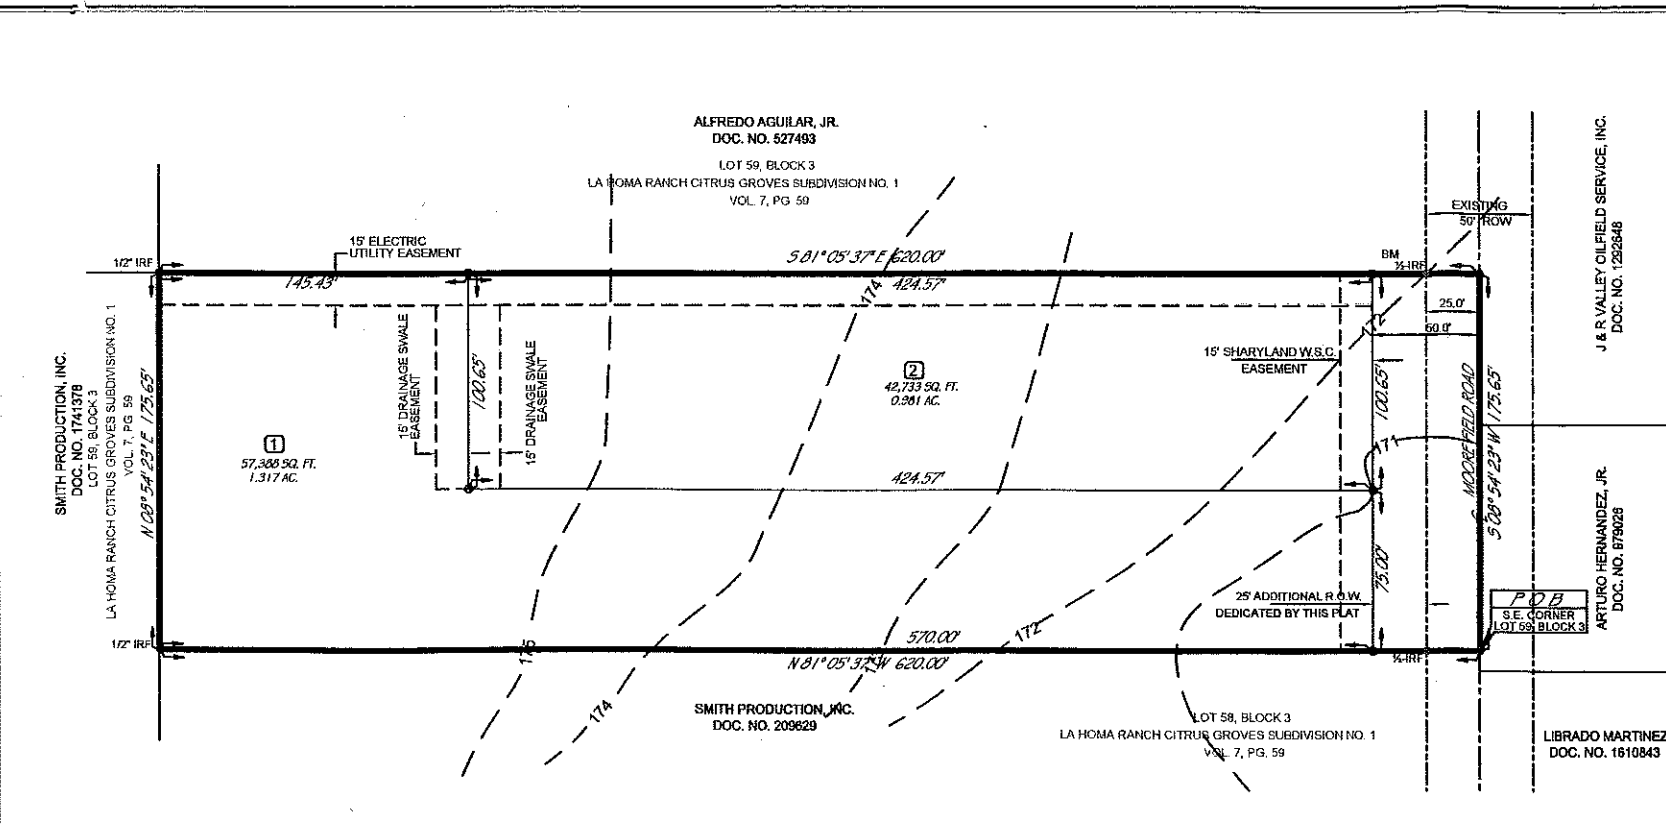 ALFREDO AGUILAR, JR.
DOC. NO. 527493
LOT 59, BLOCK 3
LA HOMA RANCH CITRUS GROVES SUBDIVISION NO. 1
VOL. 7, PG 59
EXISTING
50' ROW
J & R VALLEY OILFIELD SERVICE, INC.
DOC. NO. 1292648
15' ELECTRIC
UTILITY EASEMENT
1/2" IRF
S 81°05'37" E 620.00'
BM
½-IRF
145.43'
424.57'
174
25.0'
50.0'
172
SMITH PRODUCTION, INC.
DOC. NO. 1741378
LOT 59, BLOCK 3
LA HOMA RANCH CITRUS GROVES SUBDIVISION NO. 1
VOL. 7, PG 59
N 08°54'23" E 175.65'
15' DRAINAGE SWALE
EASEMENT
100.65'
15' DRAINAGE SWALE
EASEMENT
2
42,733 SQ. FT.
0.981 AC.
15' SHARYLAND W.S.C.
EASEMENT
100.65'
MOOREFIELD ROAD
S 08°54'23" W 175.65'
1
57,388 SQ. FT.
1.317 AC.
171
424.57'
75.00'
ARTURO HERNANDEZ, JR.
DOC. NO. 879026
25' ADDITIONAL R.O.W.
DEDICATED BY THIS PLAT
P O B
S.E. CORNER
LOT 59, BLOCK 3
1/2" IRF
570.00'
172
N 81°05'37" W 620.00'
½-IRF
175
174
SMITH PRODUCTION, INC.
DOC. NO. 209629
LOT 58, BLOCK 3
LA HOMA RANCH CITRUS GROVES SUBDIVISION NO. 1
VOL. 7, PG. 59
LIBRADO MARTINEZ
DOC. NO. 1610843